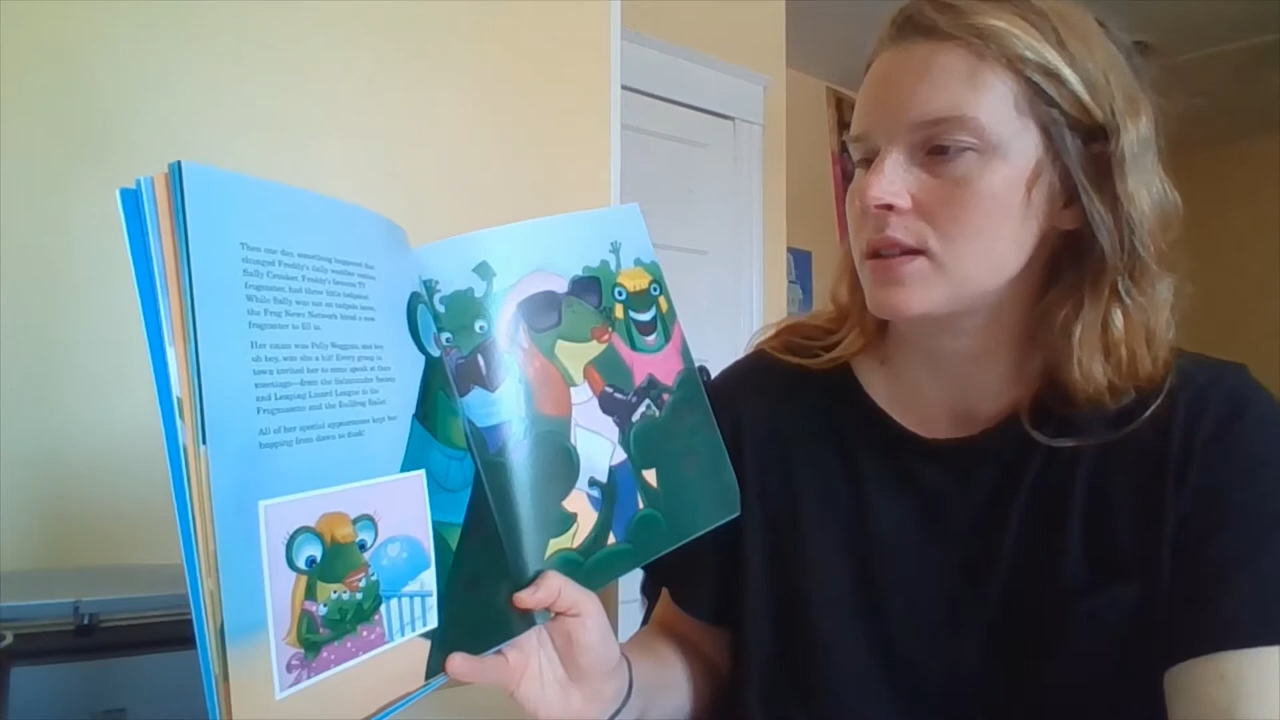 Then one day, something happened that
changed Freddy's daily weather routine.
Sally Croaker, Freddy's favorite TV
frogcaster, had three little tadpoles!
While Sally was out on tadpole leave,
the Frog News Network hired a new
frogcaster to fill in.
Her name was Polly Woggins, and boy
oh boy, was she a hit! Every group in
town invited her to come speak at their
meetings—from the Salamander Society
and Leaping Lizard League to the
Frogmasons and the Bullfrog Ballet.
All of her special appearances kept her
hopping from dawn to dusk!